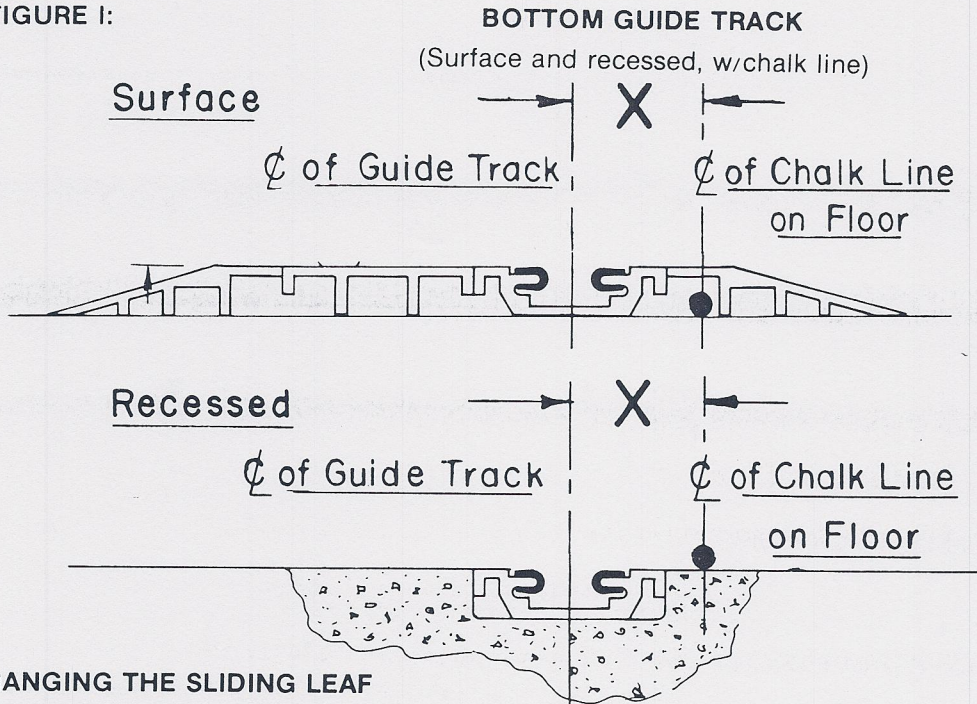 FIGURE I:
BOTTOM GUIDE TRACK
(Surface and recessed, w/chalk line)
Surface
X
℄ of Guide Track
℄ of Chalk Line
on Floor
Recessed
X
℄ of Guide Track
℄ of Chalk Line
on Floor
ANGING THE SLIDING LEAF